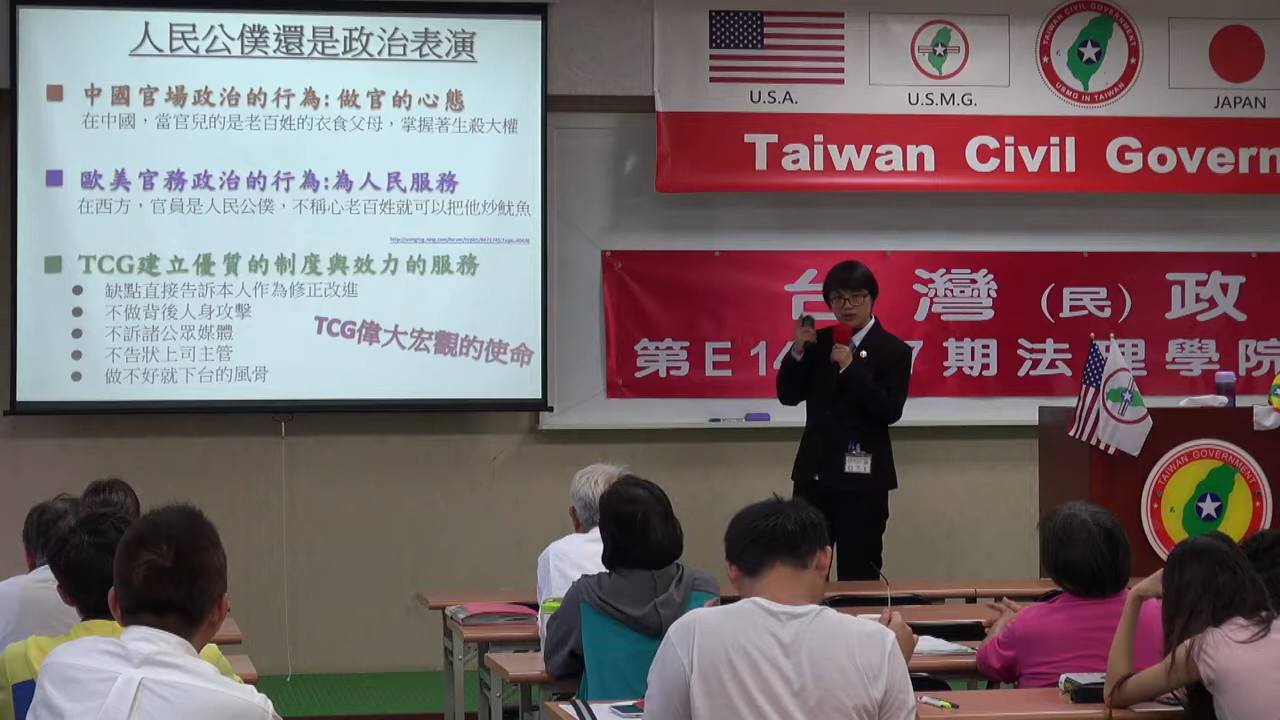 人民公僕還是政治表演
中國官場政治的行為:做官的心態
在中國，當官兒的是老百姓的衣食父母，掌握著生殺大權
歐美官務政治的行為:為人民服務
在西方，官員是人民公僕，不稱心老百姓就可以把他炒魷魚
TCG建立優質的制度與效力的服務
缺點直接告訴本人作為修正改進
不做背後人身攻擊
不訴諸公眾媒體
不告狀上司主管
做不好就下台的風骨
TCG偉大宏觀的使命
U.S.A.
U.S.M.G.
TAIWAN CIVIL GOVERNMENT
USMG IN TAIWAN
JAPAN
Taiwan Civil Governm
台灣(民)政
第E14 7期法理學院
TAIWAN GOVERNMENT